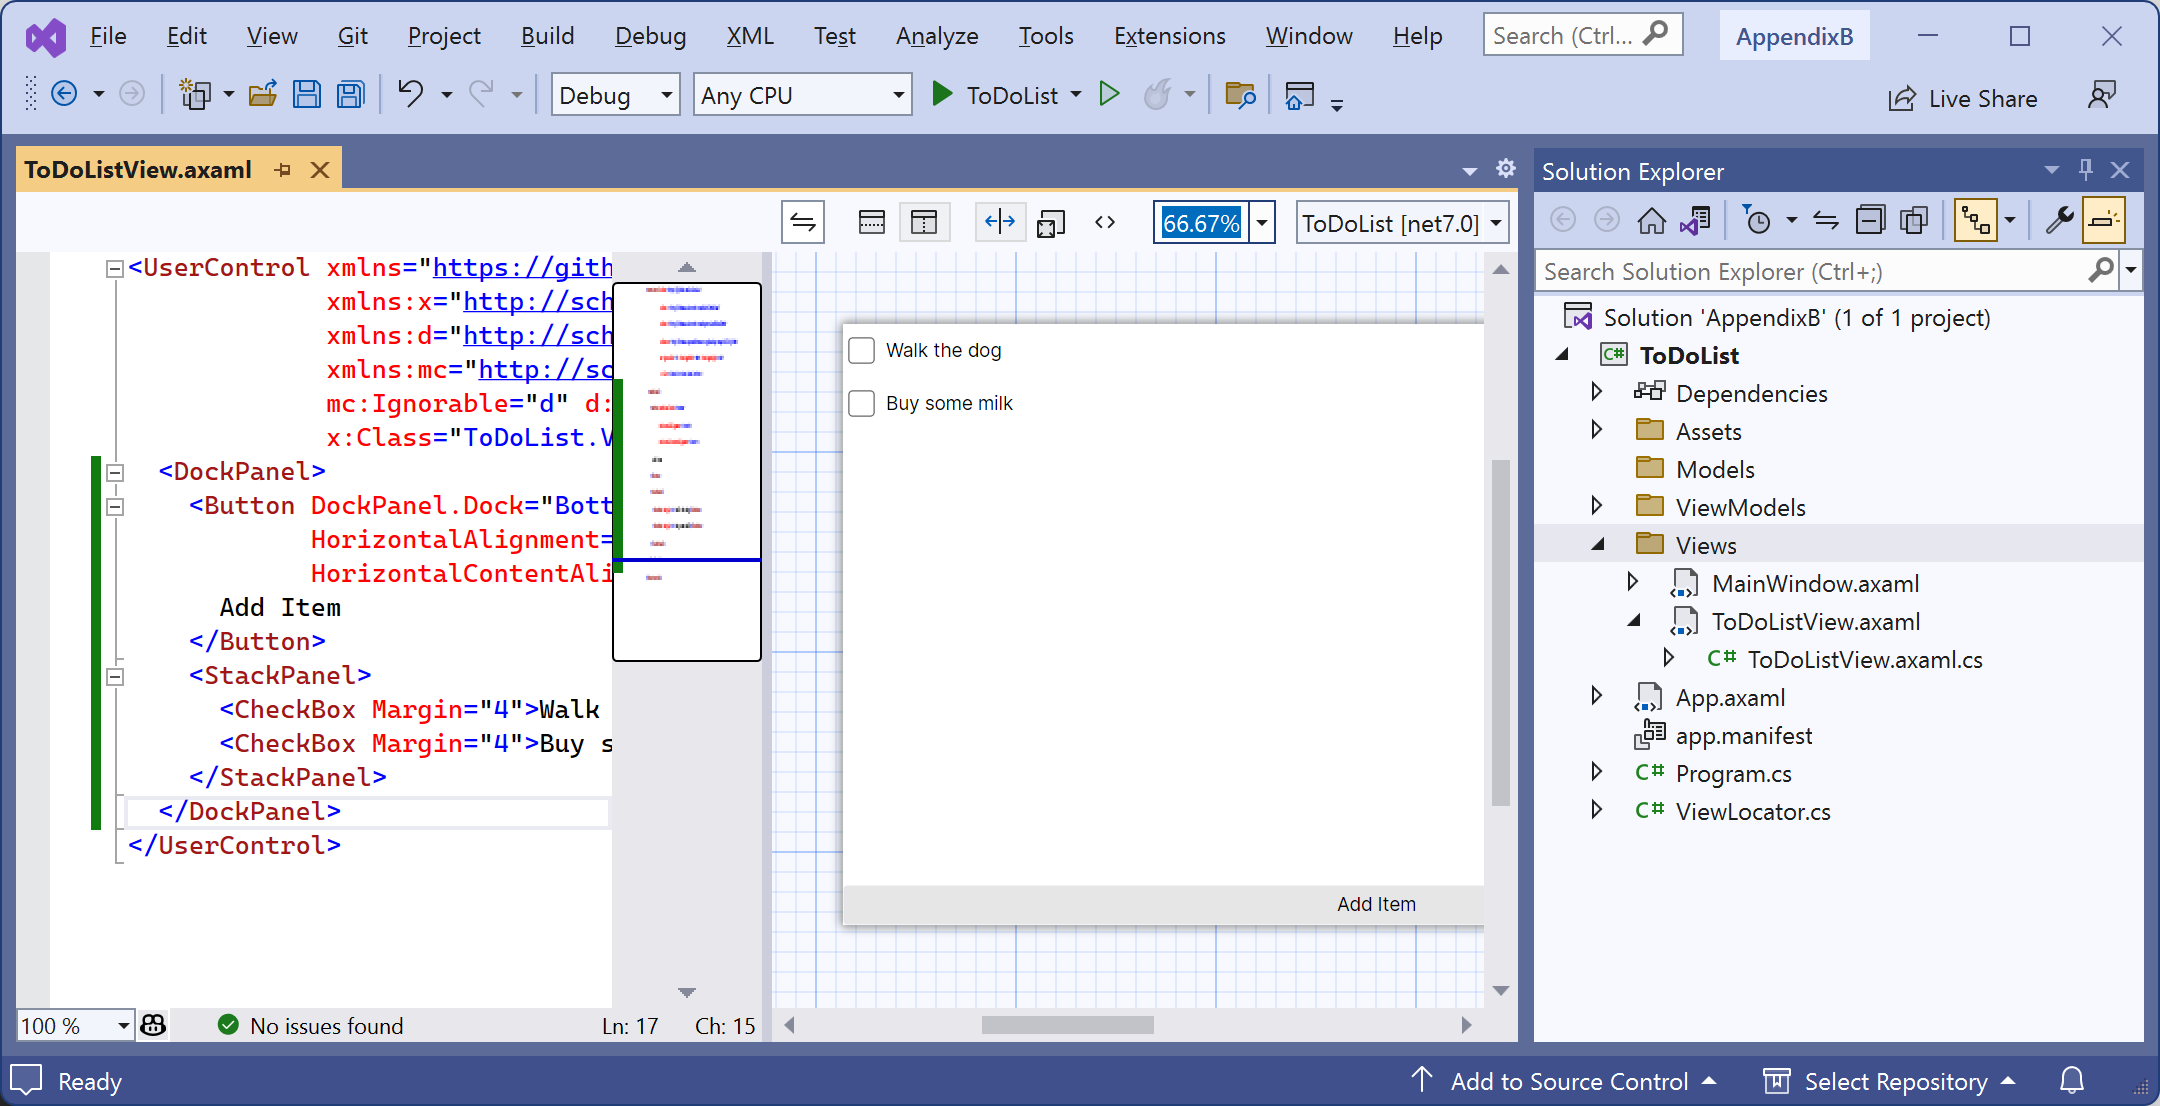 File Edit View Git Project Build Debug XML Test Analyze Tools Extensions Window Help Search (Ctrl... AppendixB
Debug Any CPU ToDoList Live Share
ToDoListView.axaml
66.67% ToDoList [net7.0]
<UserControl xmlns="https://gith
xmlns:x="http://sch
xmlns:d="http://sch
xmlns:mc="http://sc
mc:Ignorable="d" d:
x:Class="ToDoList.V
<DockPanel>
<Button DockPanel.Dock="Bott
HorizontalAlignment=
HorizontalContentAli
Add Item
</Button>
<StackPanel>
<CheckBox Margin="4">Walk
<CheckBox Margin="4">Buy s
</StackPanel>
</DockPanel>
</UserControl>
100 % No issues found Ln: 17 Ch: 15
Walk the dog
Buy some milk
Add Item
Solution Explorer
Search Solution Explorer (Ctrl+;)
Solution 'AppendixB' (1 of 1 project)
C# ToDoList
Dependencies
Assets
Models
ViewModels
Views
MainWindow.axaml
ToDoListView.axaml
C# ToDoListView.axaml.cs
App.axaml
app.manifest
C# Program.cs
C# ViewLocator.cs
Ready Add to Source Control Select Repository